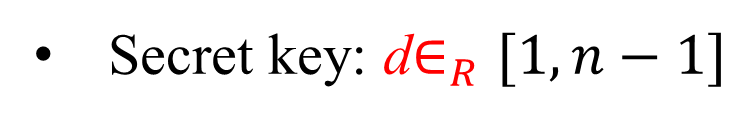 • Secret key: d∈R [1, n − 1]